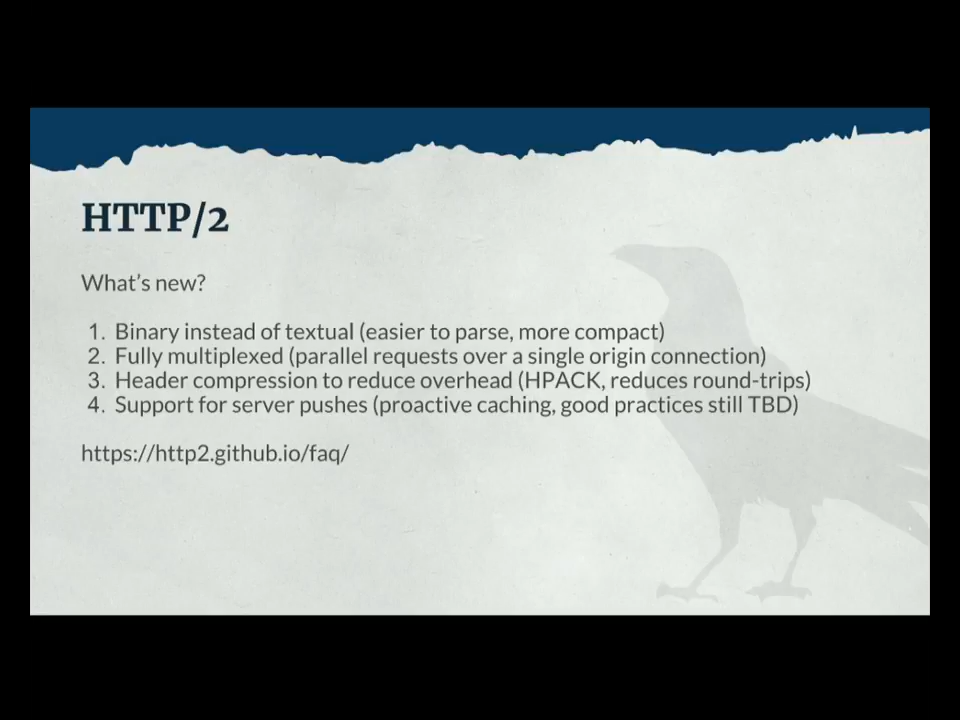 HTTP/2
What's new?
1. Binary instead of textual (easier to parse, more compact)
2. Fully multiplexed (parallel requests over a single origin connection)
3. Header compression to reduce overhead (HPACK, reduces round-trips)
4. Support for server pushes (proactive caching, good practices still TBD)
https://http2.github.io/faq/